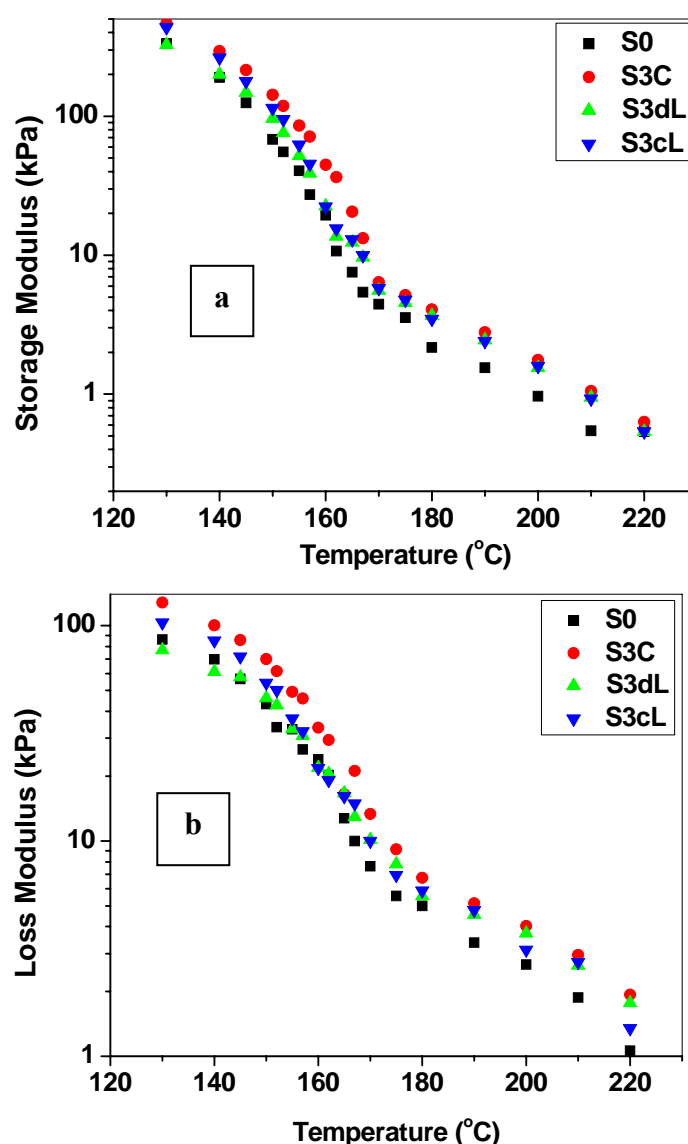 100
10
1
Storage Modulus (kPa)
S0
S3C
S3dL
S3cL
a
120 140 160 180 200 220
Temperature (°C)
100
10
1
Loss Modulus (kPa)
S0
S3C
S3dL
S3cL
b
120 140 160 180 200 220
Temperature (°C)